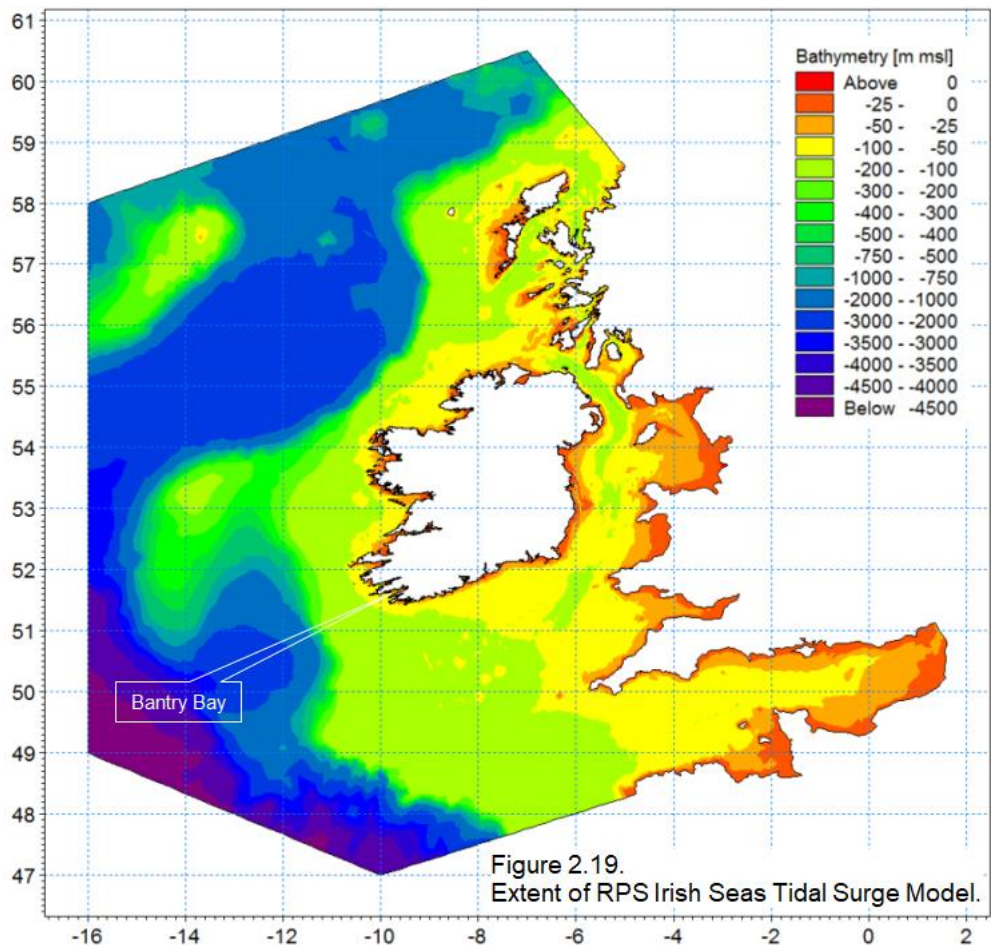 61
60
59
58
57
56
55
54
53
52
51
50
49
48
47
Bathymetry [m msl]
Above 0
-25 - 0
-50 - -25
-100 - -50
-200 - -100
-300 - -200
-400 - -300
-500 - -400
-750 - -500
-1000 - -750
-2000 - -1000
-3000 - -2000
-3500 - -3000
-4000 - -3500
-4500 - -4000
Below -4500
Bantry Bay
Figure 2.19.
Extent of RPS Irish Seas Tidal Surge Model.
-16 -14 -12 -10 -8 -6 -4 -2 0 2